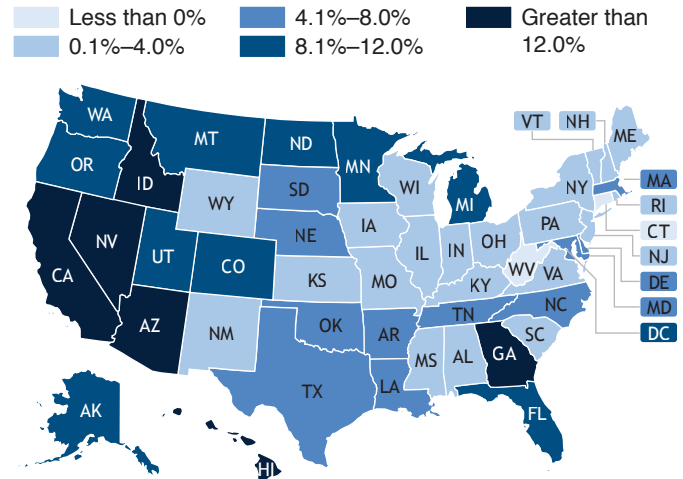 Less than 0%
4.1%–8.0%
Greater than
12.0%
0.1%–4.0%
8.1%–12.0%
WA
MT
ND
MN
VT
NH
ME
OR
ID
WY
SD
WI
MI
NY
MA
RI
CT
NJ
DE
MD
DC
NV
UT
CO
NE
IA
IL
IN
OH
PA
CA
KS
MO
KY
WV
VA
AZ
NM
OK
AR
TN
NC
SC
TX
LA
MS
AL
GA
FL
AK
HI